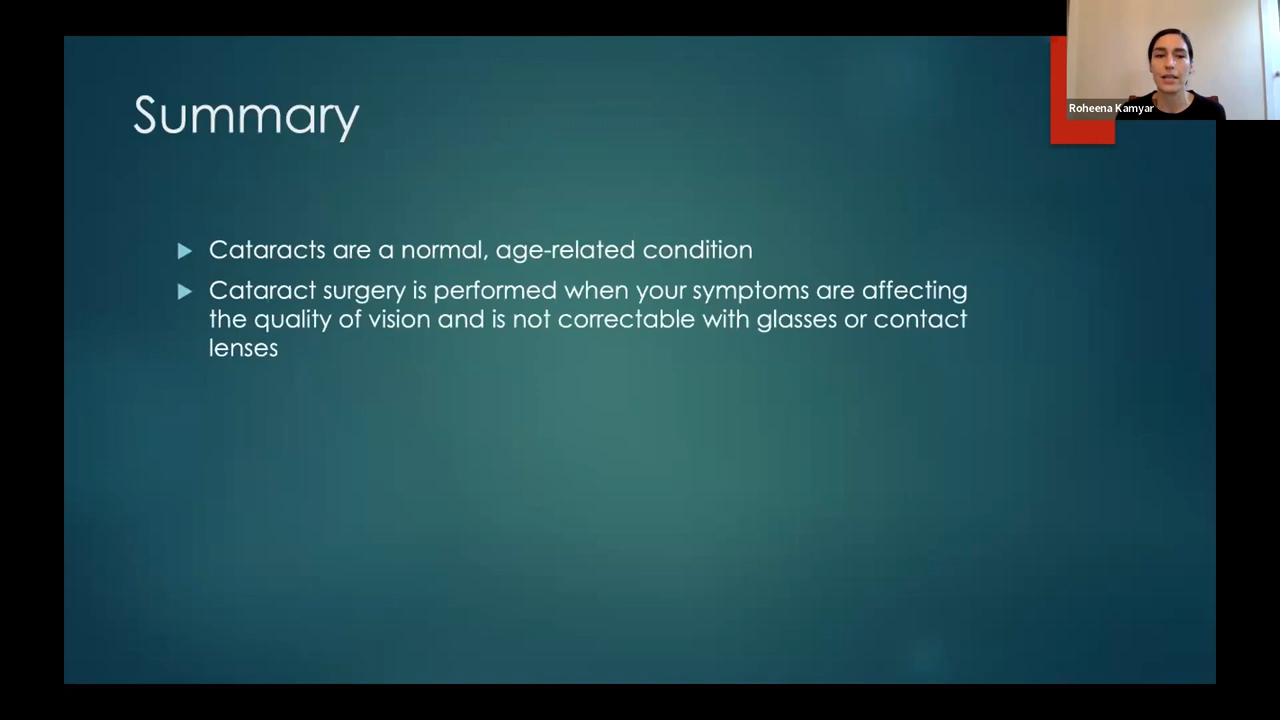 Roheena Kamyar
Summary
Cataracts are a normal, age-related condition
Cataract surgery is performed when your symptoms are affecting
the quality of vision and is not correctable with glasses or contact
lenses